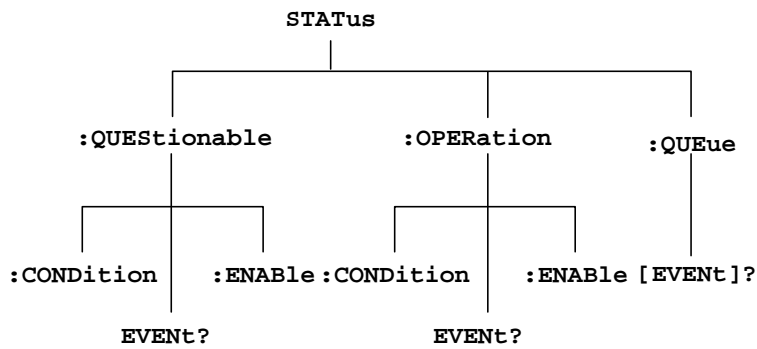 STATus
:QUEStionable :OPERation :QUEue
:CONDition :ENABle :CONDition :ENABle [EVENt]?
EVENt? EVENt?